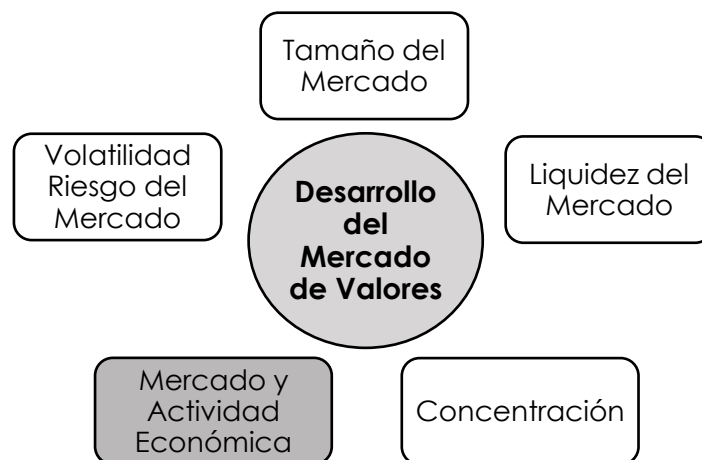 Tamaño del
Mercado
Volatilidad
Riesgo del
Mercado
Liquidez del
Mercado
Desarrollo
del
Mercado
de Valores
Mercado y
Actividad
Económica
Concentración